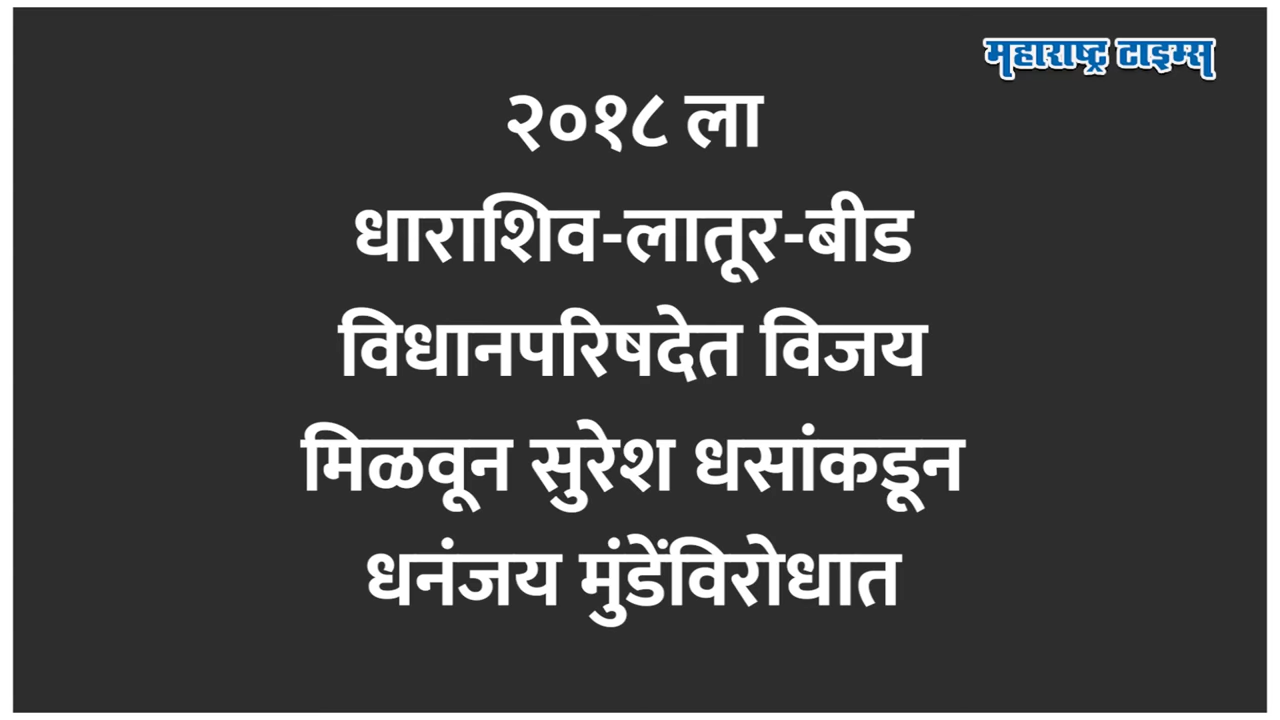 महाराष्ट्र टाइम्स
२०१८ ला
धाराशिव-लातूर-बीड
विधानपरिषदेत विजय
मिळवून सुरेश धसांकडून
धनंजय मुंडेंविरोधात